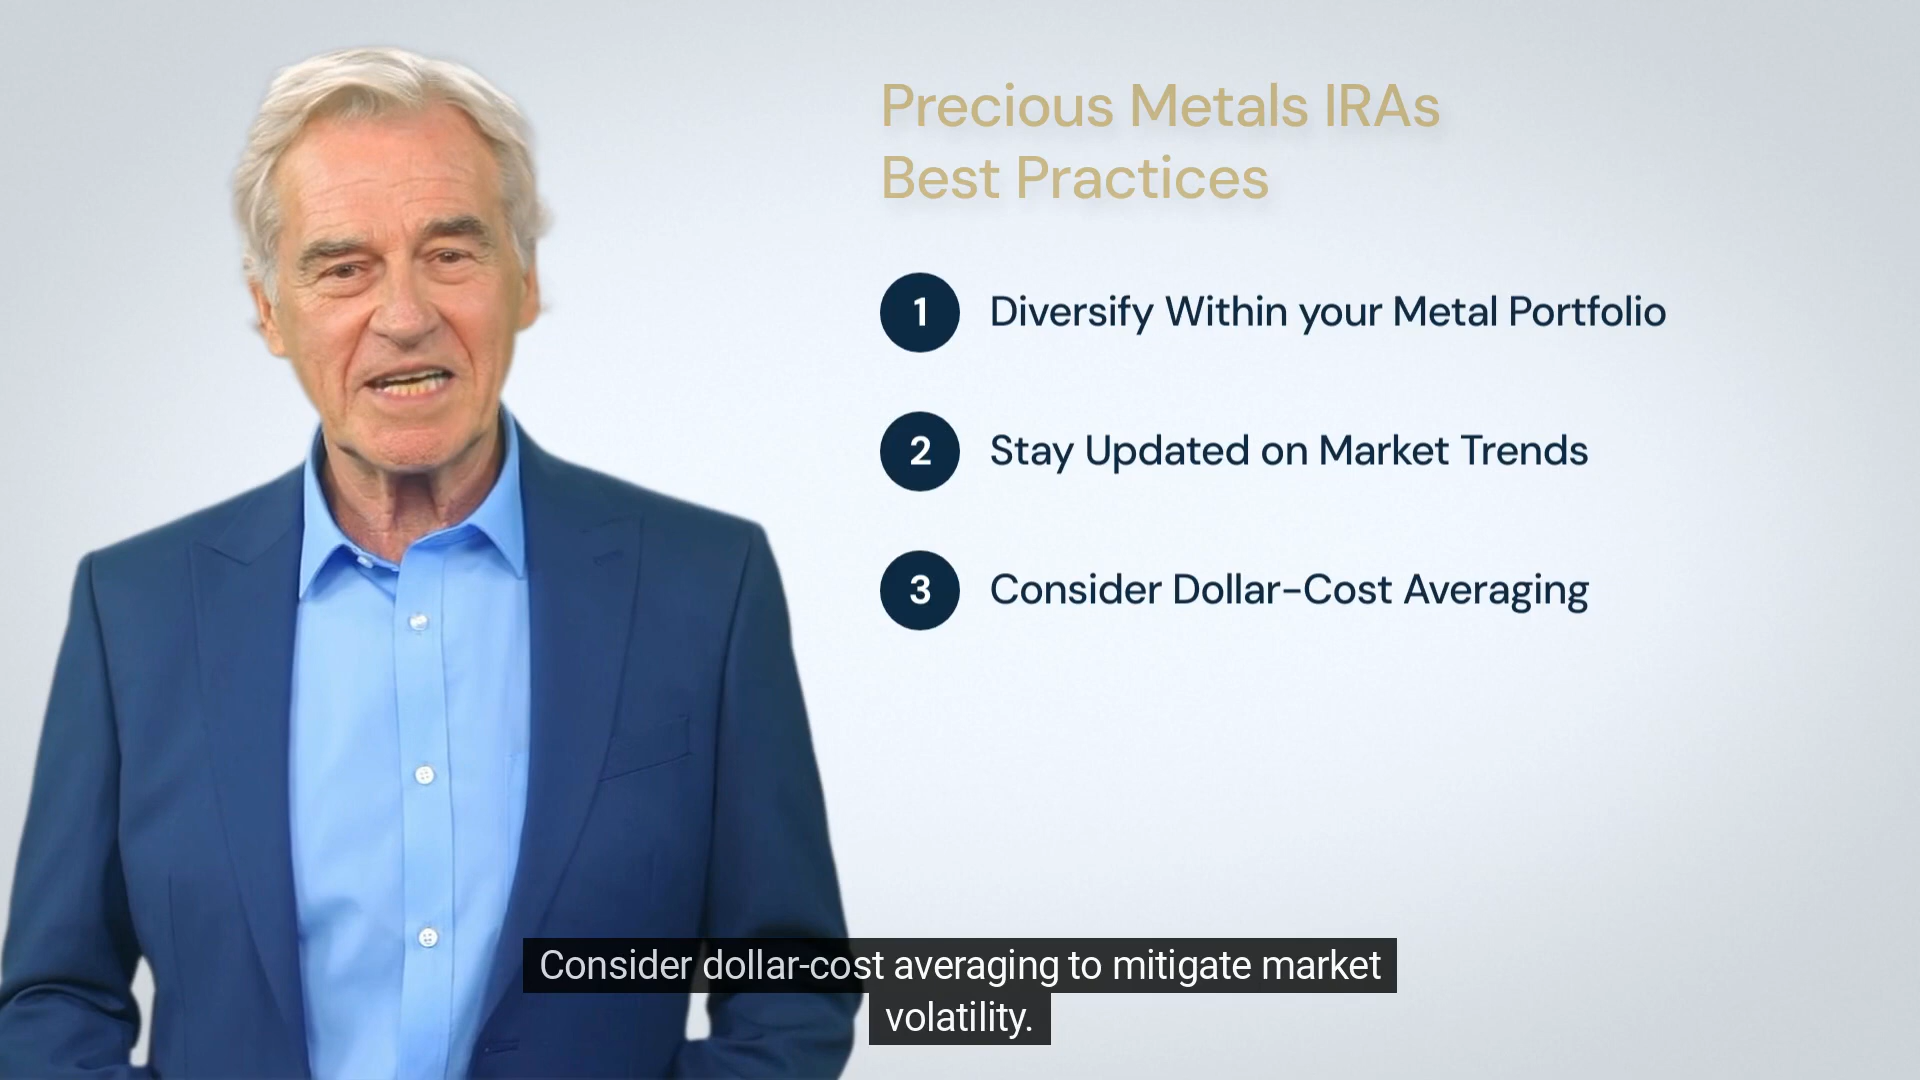 Precious Metals IRAs
Best Practices
1 Diversify Within your Metal Portfolio
2 Stay Updated on Market Trends
3 Consider Dollar-Cost Averaging
Consider dollar-cost averaging to mitigate market
volatility.